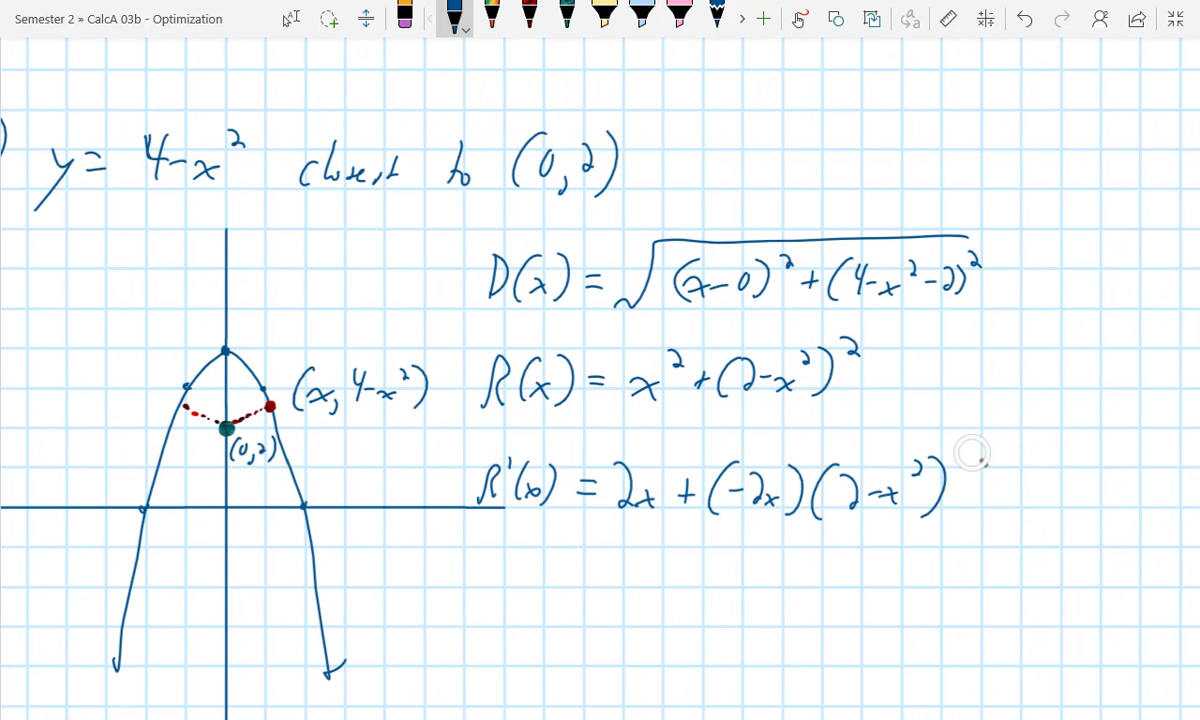 Semester 2 » CalcA 03b - Optimization
) y = 4-x² closest to (0,2)
D(x) = √((x-0)²+(4-x²-2)²)
(x, 4-x²) R(x) = x²+(2-x²)²
(0,2)
R'(x) = 2x + (-2x)(2-x²)